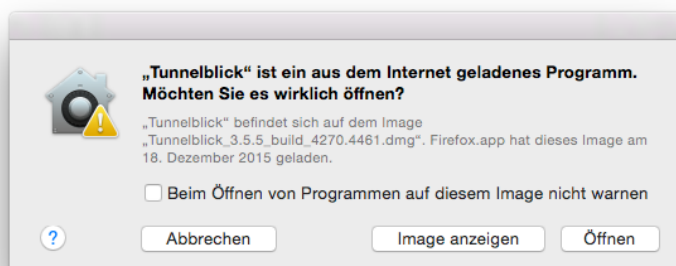 „Tunnelblick“ ist ein aus dem Internet geladenes Programm.
Möchten Sie es wirklich öffnen?
„Tunnelblick“ befindet sich auf dem Image
„Tunnelblick_3.5.5_build_4270.4461.dmg“. Firefox.app hat dieses Image am
18. Dezember 2015 geladen.
Beim Öffnen von Programmen auf diesem Image nicht warnen
? Abbrechen Image anzeigen Öffnen